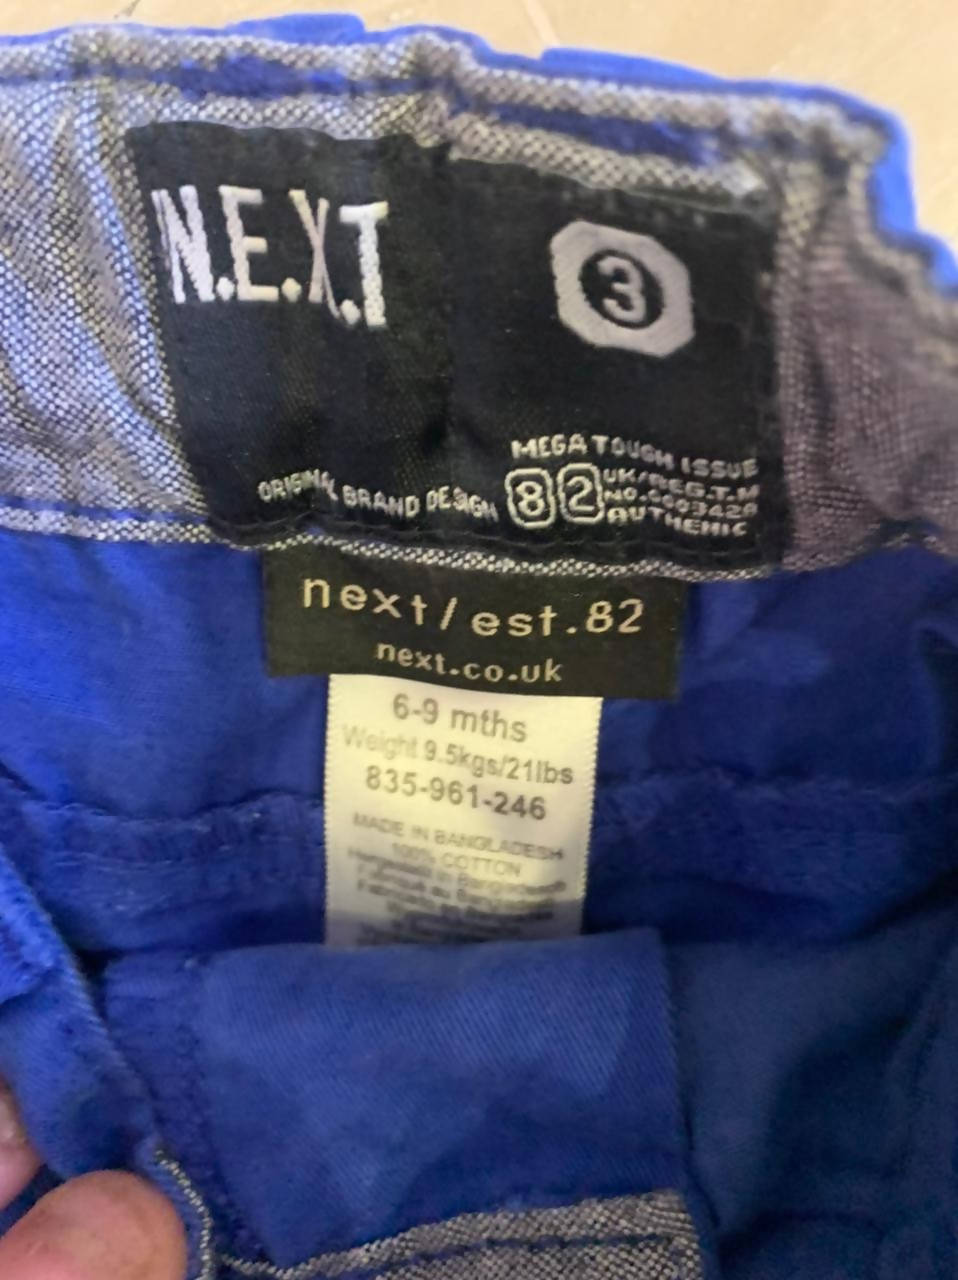 N.E.X.T
3
MEGA TOUGH ISSUE
ORIGINAL BRAND DESIGN
82
UK/REG.T.M
AUTHENIC
next/est.82
next.co.uk
6-9 mths
Weight 9.5kgs/21lbs
835-961-246
MADE IN BANGLADESH
100% COTTON